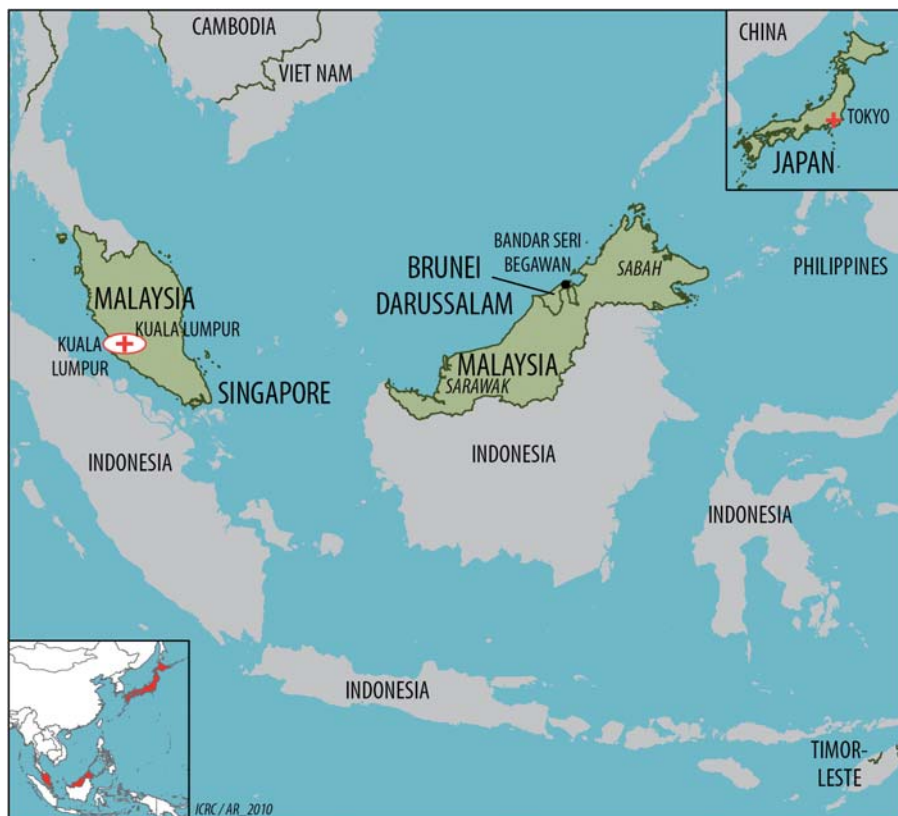 CAMBODIA
VIET NAM
CHINA
TOKYO
JAPAN
PHILIPPINES
BANDAR SERI
BEGAWAN
BRUNEI
DARUSSALAM
SABAH
MALAYSIA
KUALA LUMPUR
KUALA
LUMPUR
SINGAPORE
MALAYSIA
SARAWAK
INDONESIA
INDONESIA
INDONESIA
INDONESIA
TIMOR-
LESTE
ICRC / AR_2010